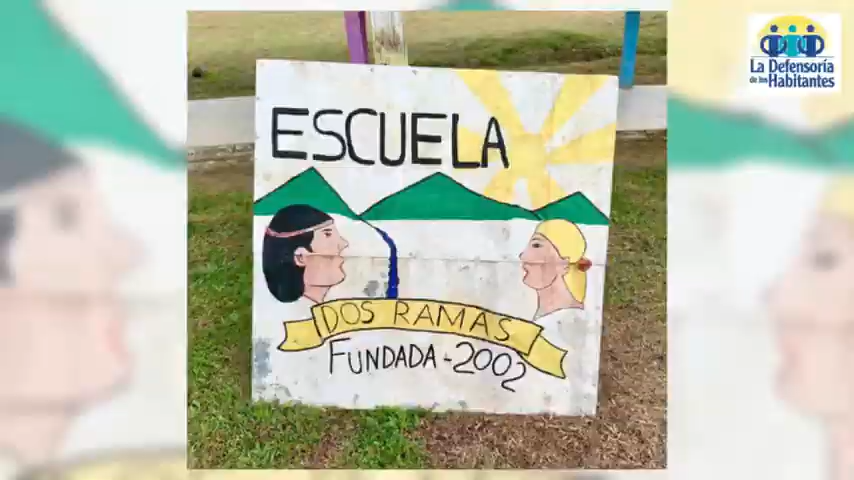 La Defensoría
de los Habitantes
ESCUELA
DOS RAMAS
FUNDADA-2002